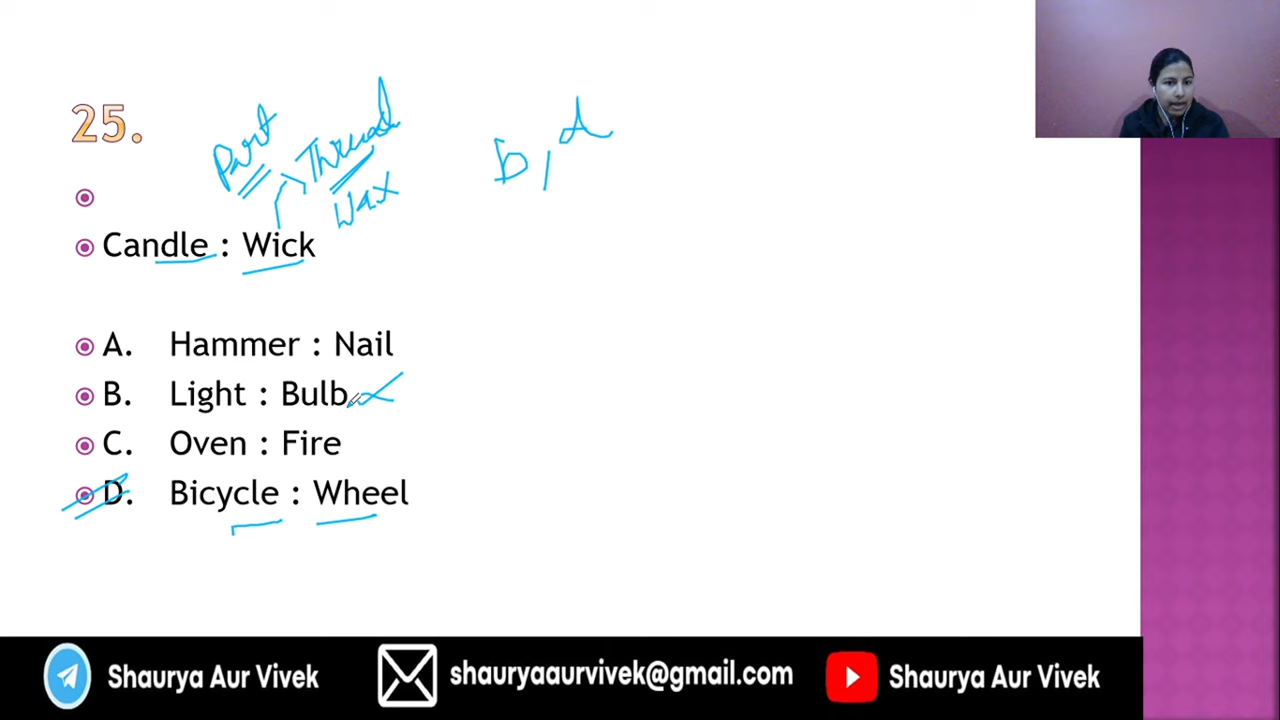 25.
Part
Thread
Wax
b, d
Candle : Wick
A. Hammer : Nail
B. Light : Bulb
C. Oven : Fire
D. Bicycle : Wheel
Shaurya Aur Vivek
shauryaaurvivek@gmail.com
Shaurya Aur Vivek